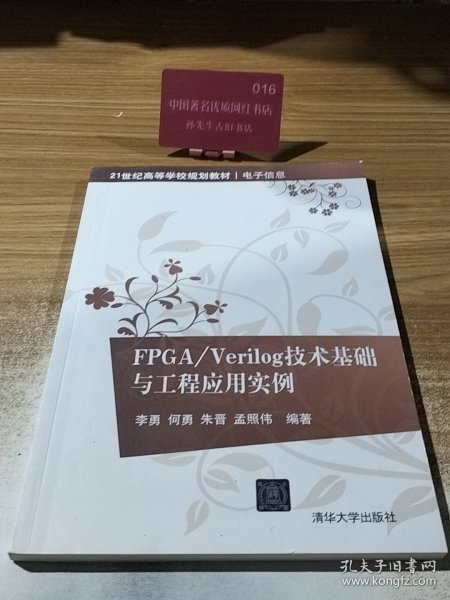 016
中国著名优质网红书店
孙先生古旧书店
21世纪高等学校规划教材 | 电子信息
FPGA/Verilog技术基础
与工程应用实例
李勇 何勇 朱晋 孟照伟 编著
清华大学出版社
孔夫子旧书网
www.kongfz.com